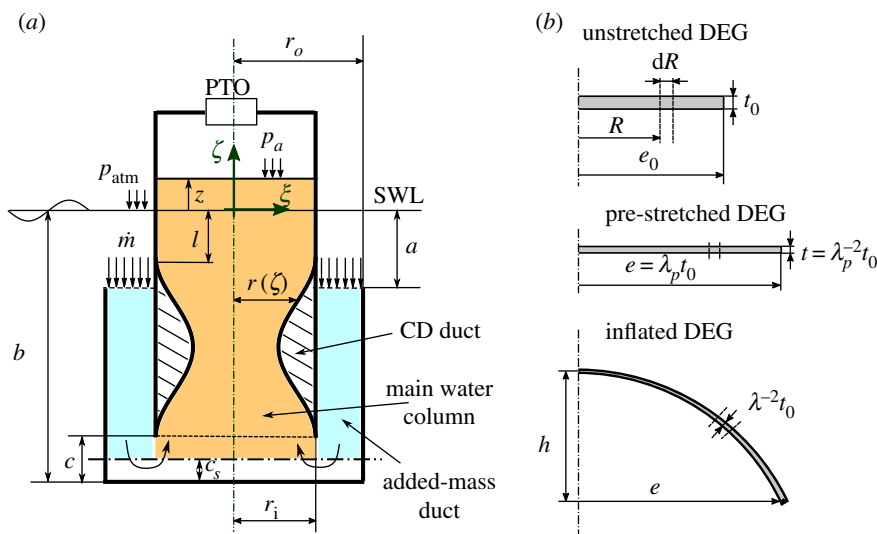 (a)
r_o
PTO
ζ
p_a
p_atm
z
ξ
SWL
l
a
ṁ
r (ζ)
b
CD duct
main water
column
c
c_s
added-mass
duct
r_i
(b)
unstretched DEG
dR
t_0
R
e_0
pre-stretched DEG
e = λ_p t_0
t = λ_p^{-2} t_0
inflated DEG
λ^{-2} t_0
h
e